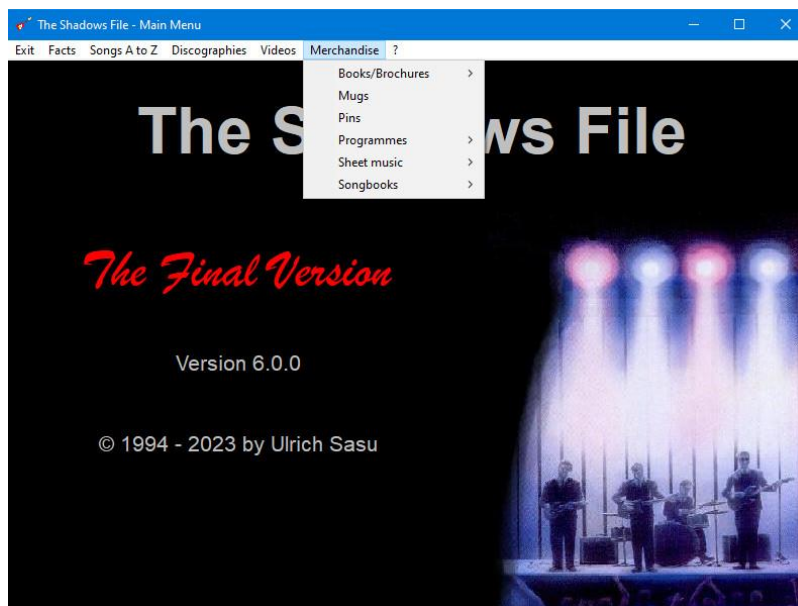 The Shadows File - Main Menu
Exit Facts Songs A to Z Discographies Videos Merchandise ?
Books/Brochures
Mugs
Pins
Programmes
Sheet music
Songbooks
The S ws File
The Final Version
Version 6.0.0
© 1994 - 2023 by Ulrich Sasu